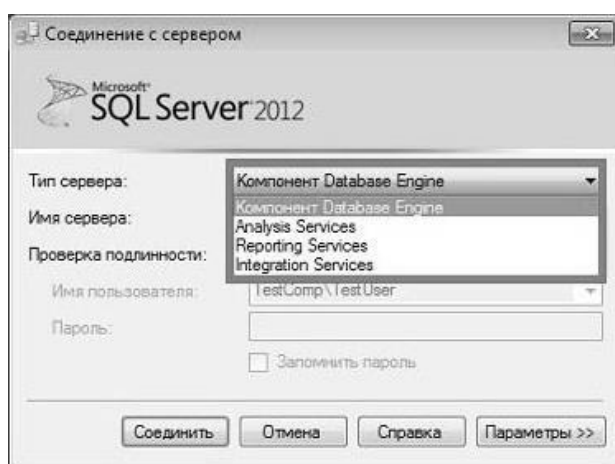 Соединение с сервером
Microsoft®
SQL Server 2012
Тип сервера:
Компонент Database Engine
Компонент Database Engine
Имя сервера:
Analysis Services
Reporting Services
Проверка подлинности:
Integration Services
Имя пользователя:
TestComp\TestUser
Пароль:
Запомнить пароль
Соединить
Отмена
Справка
Параметры >>